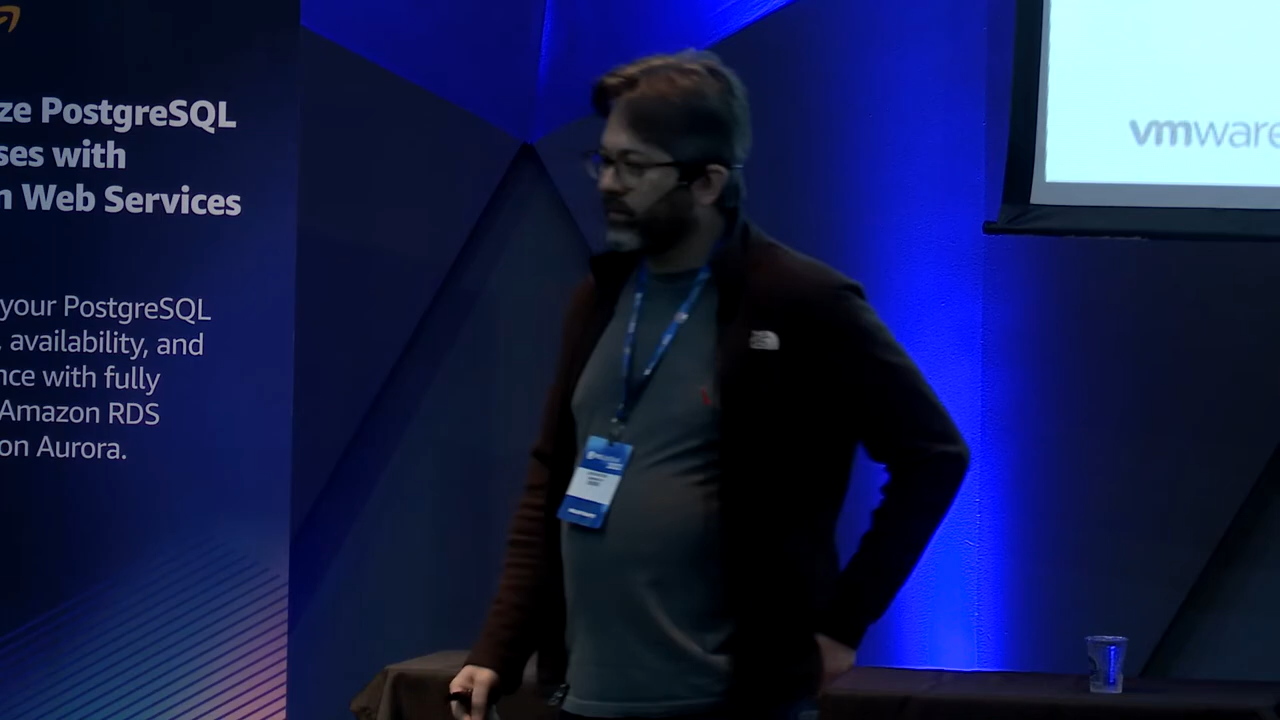 ze PostgreSQL
ses with
n Web Services
your PostgreSQL
, availability, and
nce with fully
Amazon RDS
on Aurora.
vmware